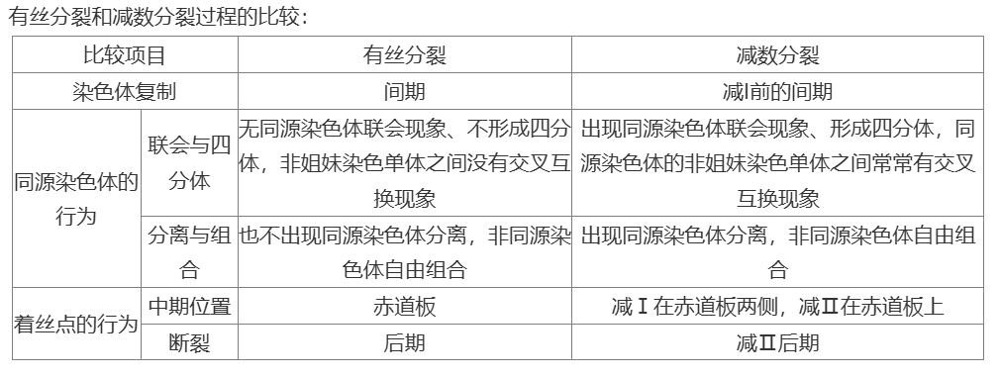 有丝分裂和减数分裂过程的比较：
比较项目 有丝分裂 减数分裂
染色体复制 间期 减Ⅰ前的间期
同源染色体的行为
联会与四分体
无同源染色体联会现象、不形成四分
体，非姐妹染色单体之间没有交叉互
换现象
出现同源染色体联会现象、形成四分体，同
源染色体的非姐妹染色单体之间常常有交叉
互换现象
分离与组合
也不出现同源染色体分离，非同源染
色体自由组合
出现同源染色体分离，非同源染色体自由组
合
着丝点的行为
中期位置 赤道板 减Ⅰ在赤道板两侧，减Ⅱ在赤道板上
断裂 后期 减Ⅱ后期